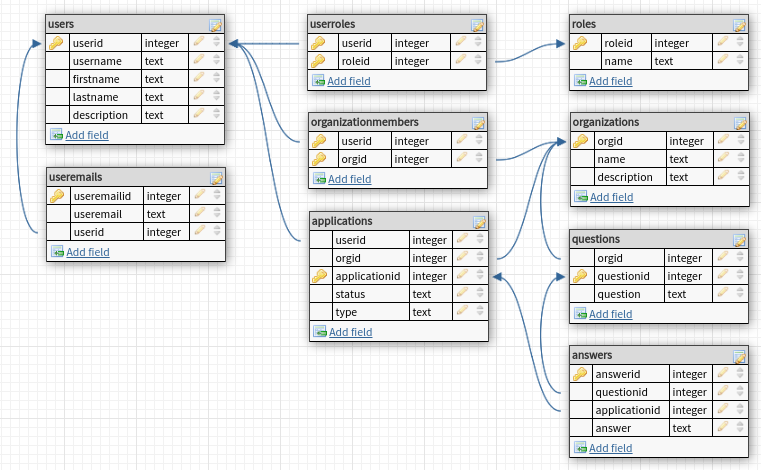 users
userid integer
username text
firstname text
lastname text
description text
Add field
useremails
useremailid integer
useremail text
userid integer
Add field
userroles
userid integer
roleid integer
Add field
organizationmembers
userid integer
orgid integer
Add field
applications
userid integer
orgid integer
applicationid integer
status text
type text
Add field
roles
roleid integer
name text
Add field
organizations
orgid integer
name text
description text
Add field
questions
orgid integer
questionid integer
question text
Add field
answers
answerid integer
questionid integer
applicationid integer
answer text
Add field